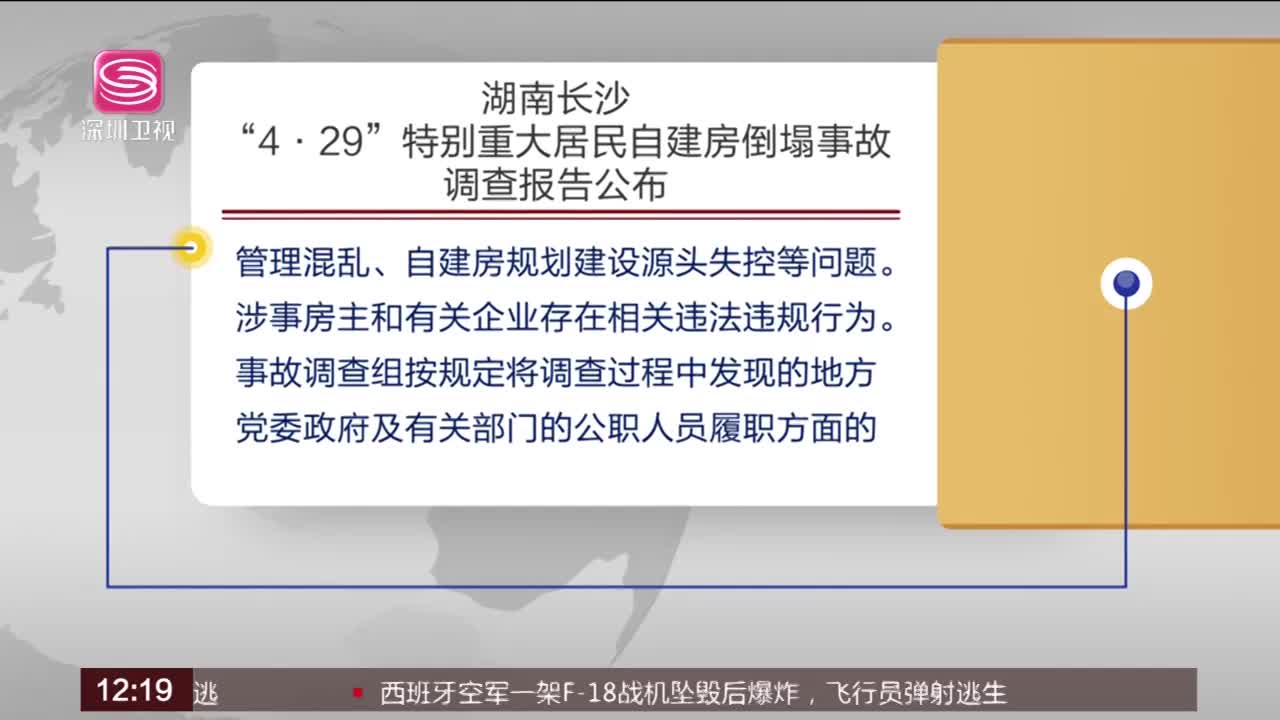 深圳卫视
湖南长沙
“4·29”特别重大居民自建房倒塌事故
调查报告公布
管理混乱、自建房规划建设源头失控等问题。
涉事房主和有关企业存在相关违法违规行为。
事故调查组按规定将调查过程中发现的地方
党委政府及有关部门的公职人员履职方面的
12:19 逃 西班牙空军一架F-18战机坠毁后爆炸，飞行员弹射逃生